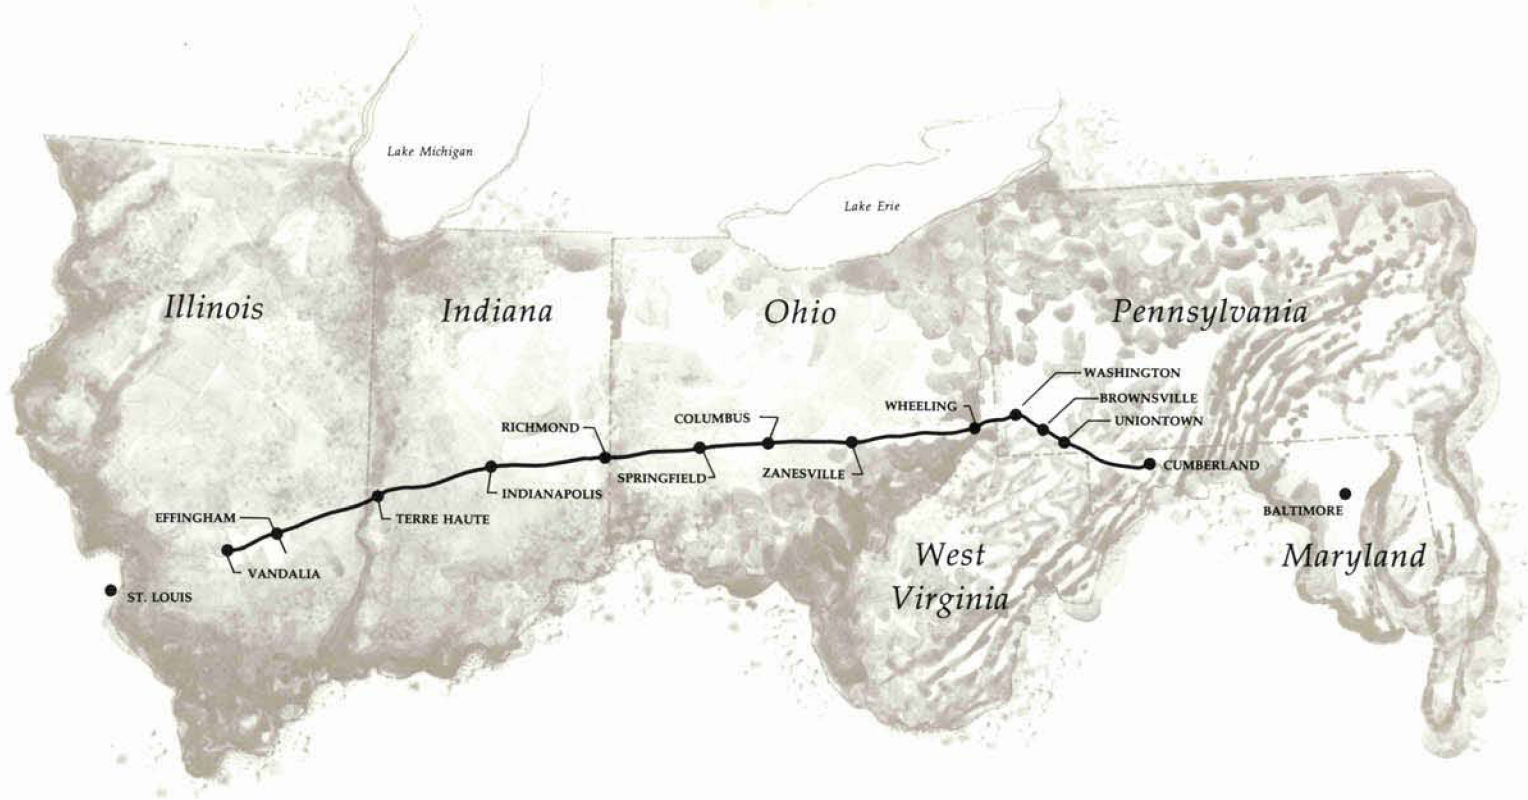 Lake Michigan
Lake Erie
Illinois
Indiana
Ohio
Pennsylvania
WASHINGTON
BROWNSVILLE
WHEELING
COLUMBUS
UNIONTOWN
RICHMOND
CUMBERLAND
ZANESVILLE
SPRINGFIELD
INDIANAPOLIS
BALTIMORE
EFFINGHAM
TERRE HAUTE
West
Virginia
Maryland
VANDALIA
ST. LOUIS